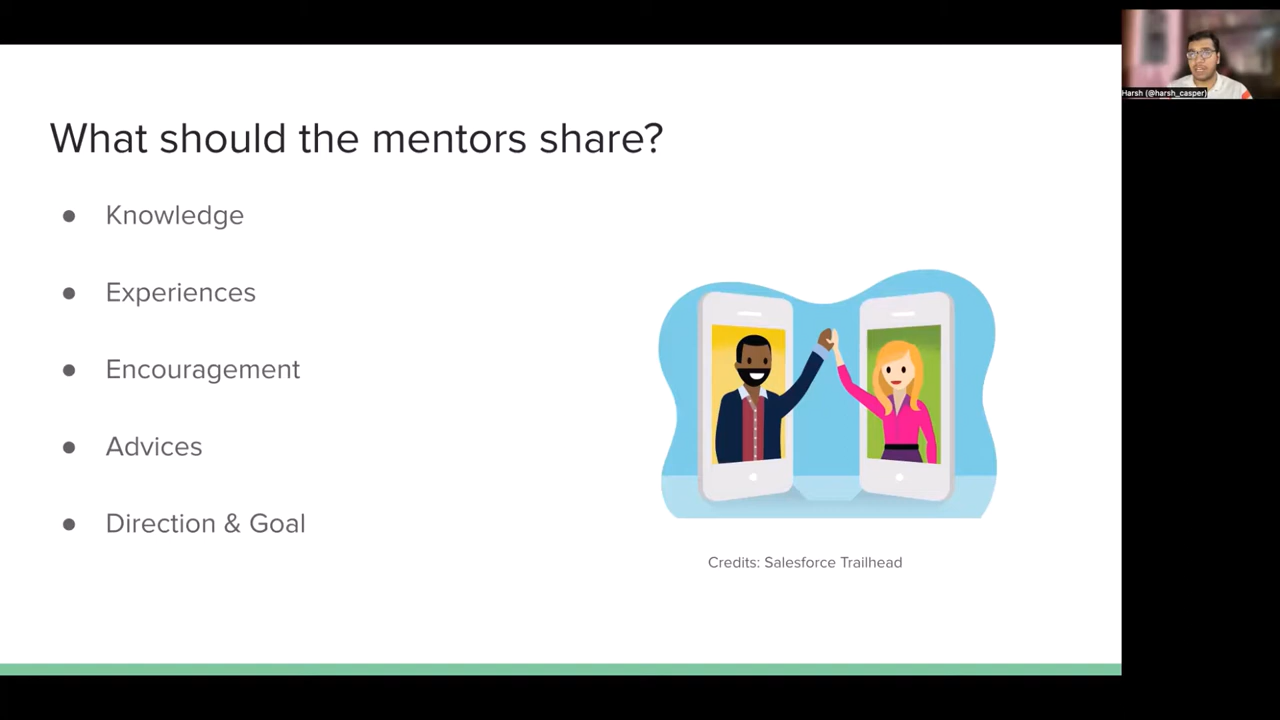 What should the mentors share?
● Knowledge
● Experiences
● Encouragement
● Advices
● Direction & Goal
Credits: Salesforce Trailhead
Harsh (@harsh_casper)